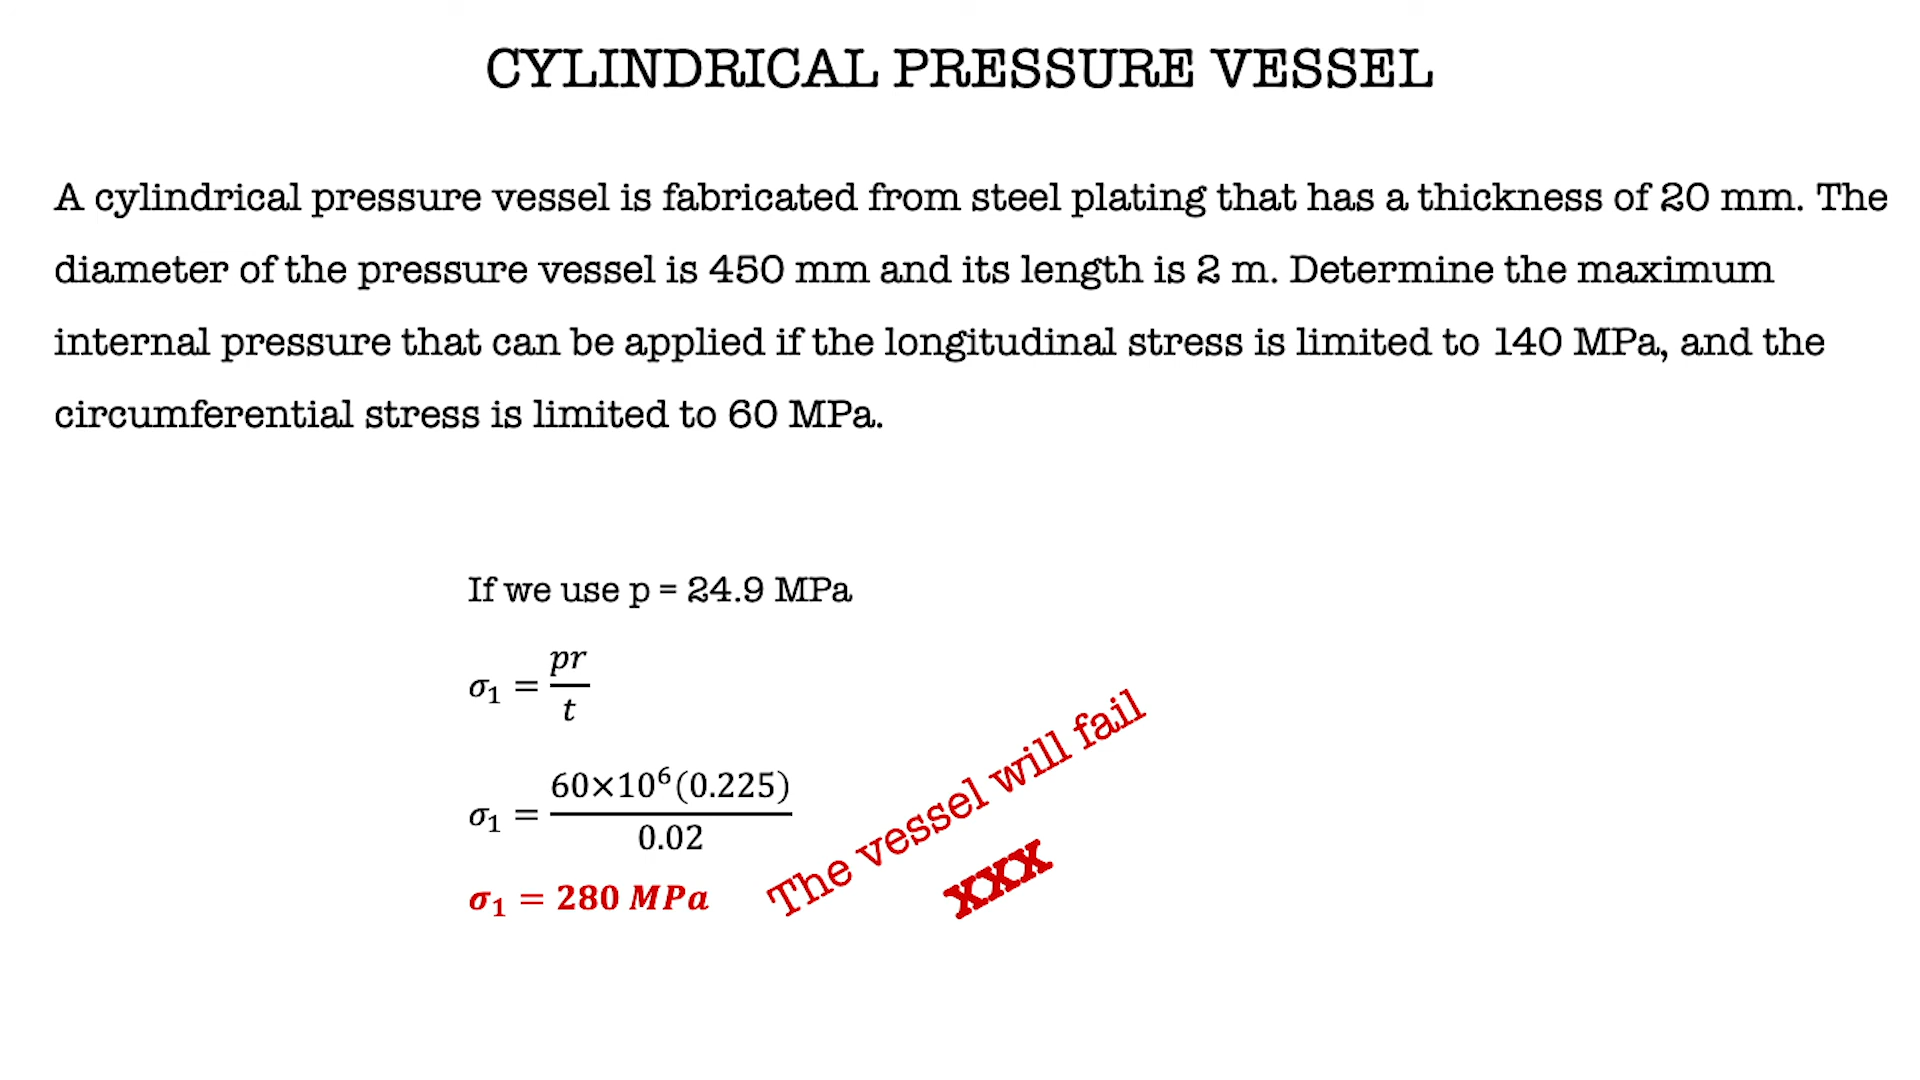 CYLINDRICAL PRESSURE VESSEL
A cylindrical pressure vessel is fabricated from steel plating that has a thickness of 20 mm. The
diameter of the pressure vessel is 450 mm and its length is 2 m. Determine the maximum
internal pressure that can be applied if the longitudinal stress is limited to 140 MPa, and the
circumferential stress is limited to 60 MPa.
If we use p = 24.9 MPa
σ₁ = pr/t
σ₁ = 60×10⁶(0.225)/0.02
σ₁ = 280 MPa
The vessel will fail
XXX